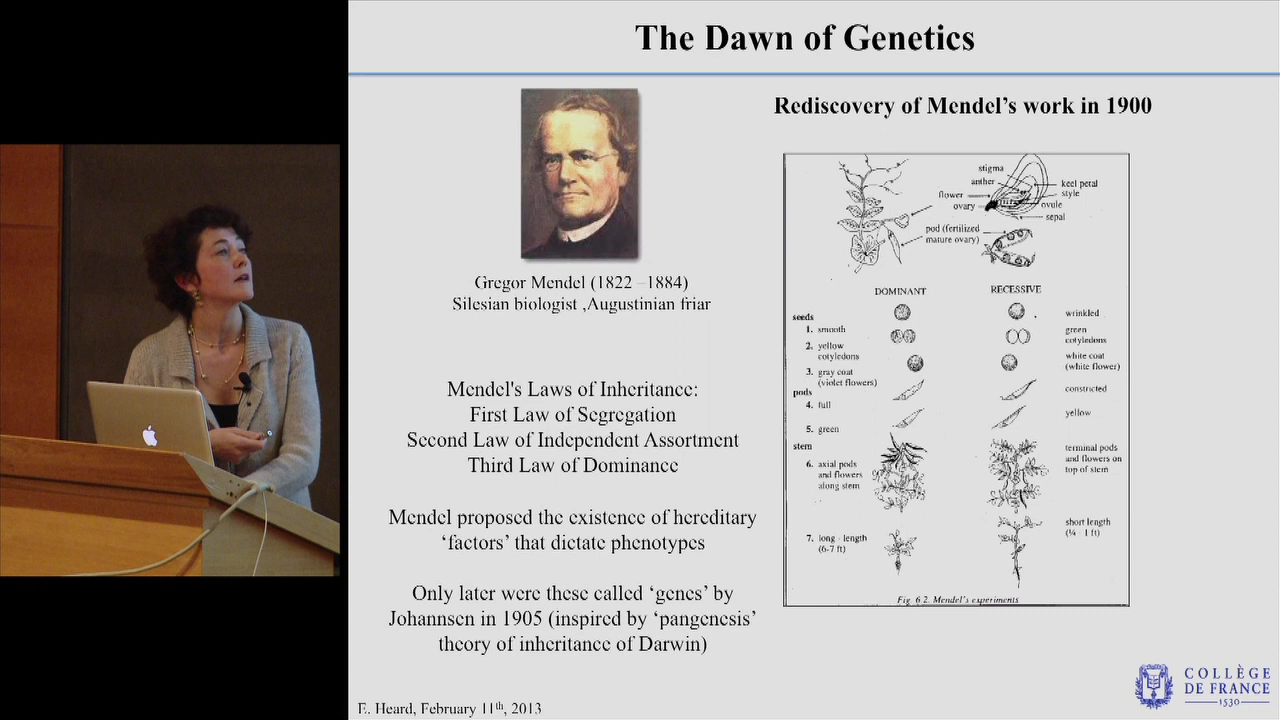 The Dawn of Genetics
Rediscovery of Mendel's work in 1900
Gregor Mendel (1822 –1884)
Silesian biologist ,Augustinian friar
Mendel's Laws of Inheritance:
First Law of Segregation
Second Law of Independent Assortment
Third Law of Dominance
Mendel proposed the existence of hereditary
‘factors’ that dictate phenotypes
Only later were these called ‘genes’ by
Johannsen in 1905 (inspired by ‘pangenesis’
theory of inheritance of Darwin)
stigma
anther
keel petal
flower
style
ovary
ovule
sepal
pod (fertilized
mature ovary)
DOMINANT
RECESSIVE
seeds
wrinkled
1. smooth
green
cotyledons
2. yellow
cotyledons
white coat
(white flower)
3. gray coat
(violet flowers)
pods
constricted
4. full
yellow
5. green
stem
terminal pods
and flowers on
top of stem
6. axial pods
and flowers
along stem
short length
(¾ - 1 ft)
7. long - length
(6-7 ft)
Fig. 6.2. Mendel's experiments
E. Heard, February 11th, 2013
COLLÈGE
DE FRANCE
1530